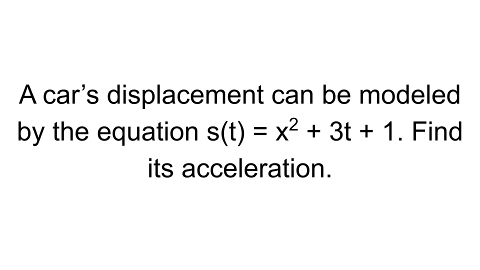 A car’s displacement can be modeled
by the equation s(t) = x² + 3t + 1. Find
its acceleration.